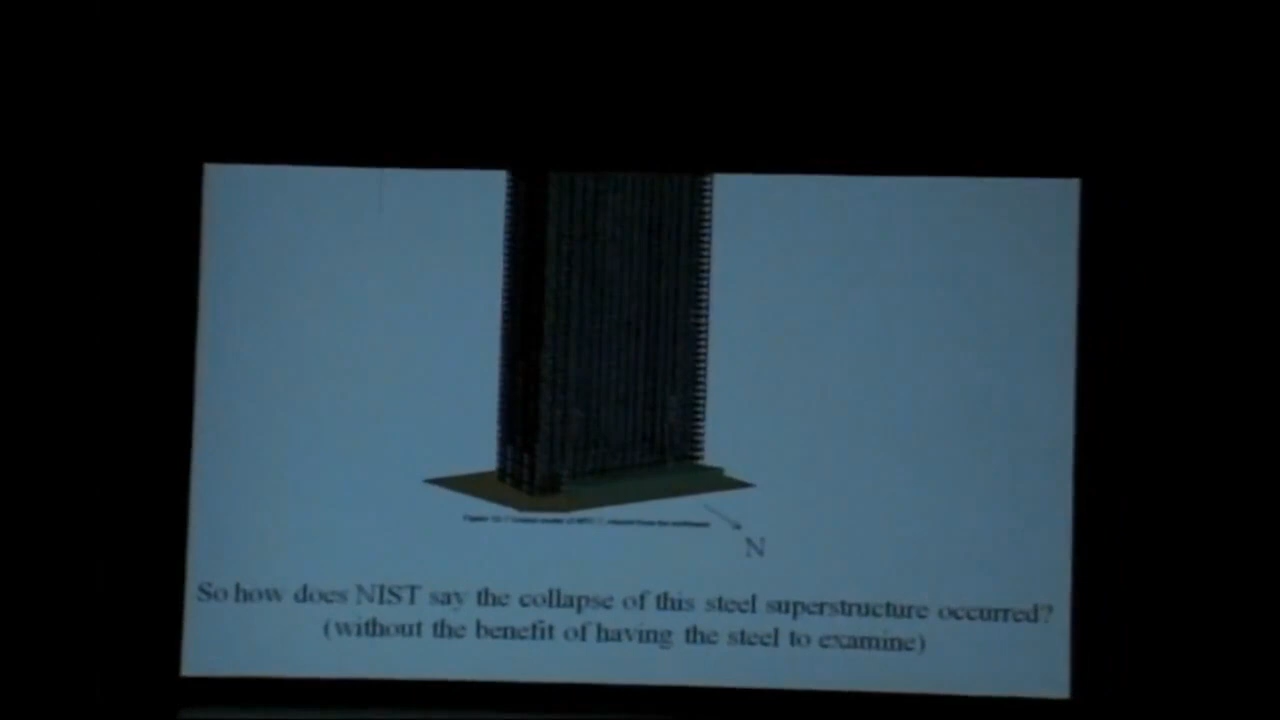 N
So how does NIST say the collapse of this steel superstructure occurred?
(without the benefit of having the steel to examine)